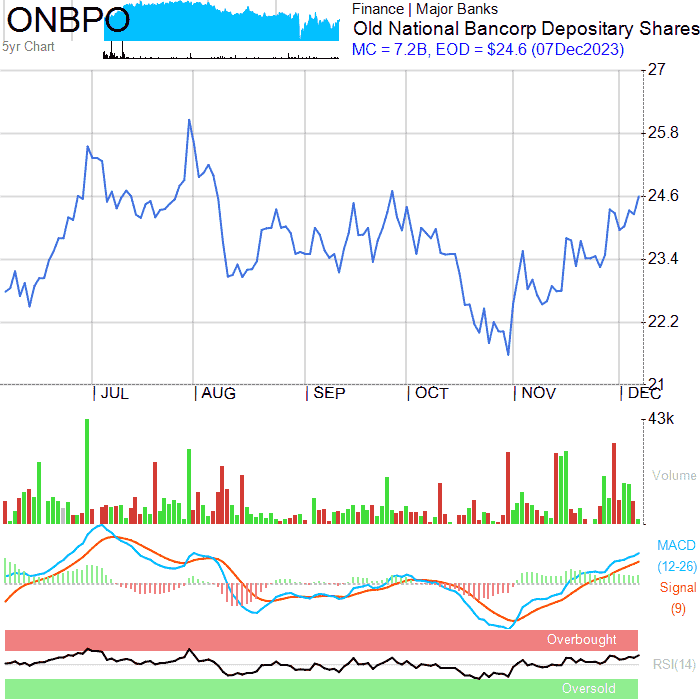 ONBPO
5yr Chart
Finance | Major Banks
Old National Bancorp Depositary Shares
MC = 7.2B, EOD = $24.6 (07Dec2023)
27
25.8
24.6
23.4
22.2
21
JUL AUG SEP OCT NOV DEC
43k
Volume
MACD
(12-26)
Signal
(9)
Overbought
RSI(14)
Oversold